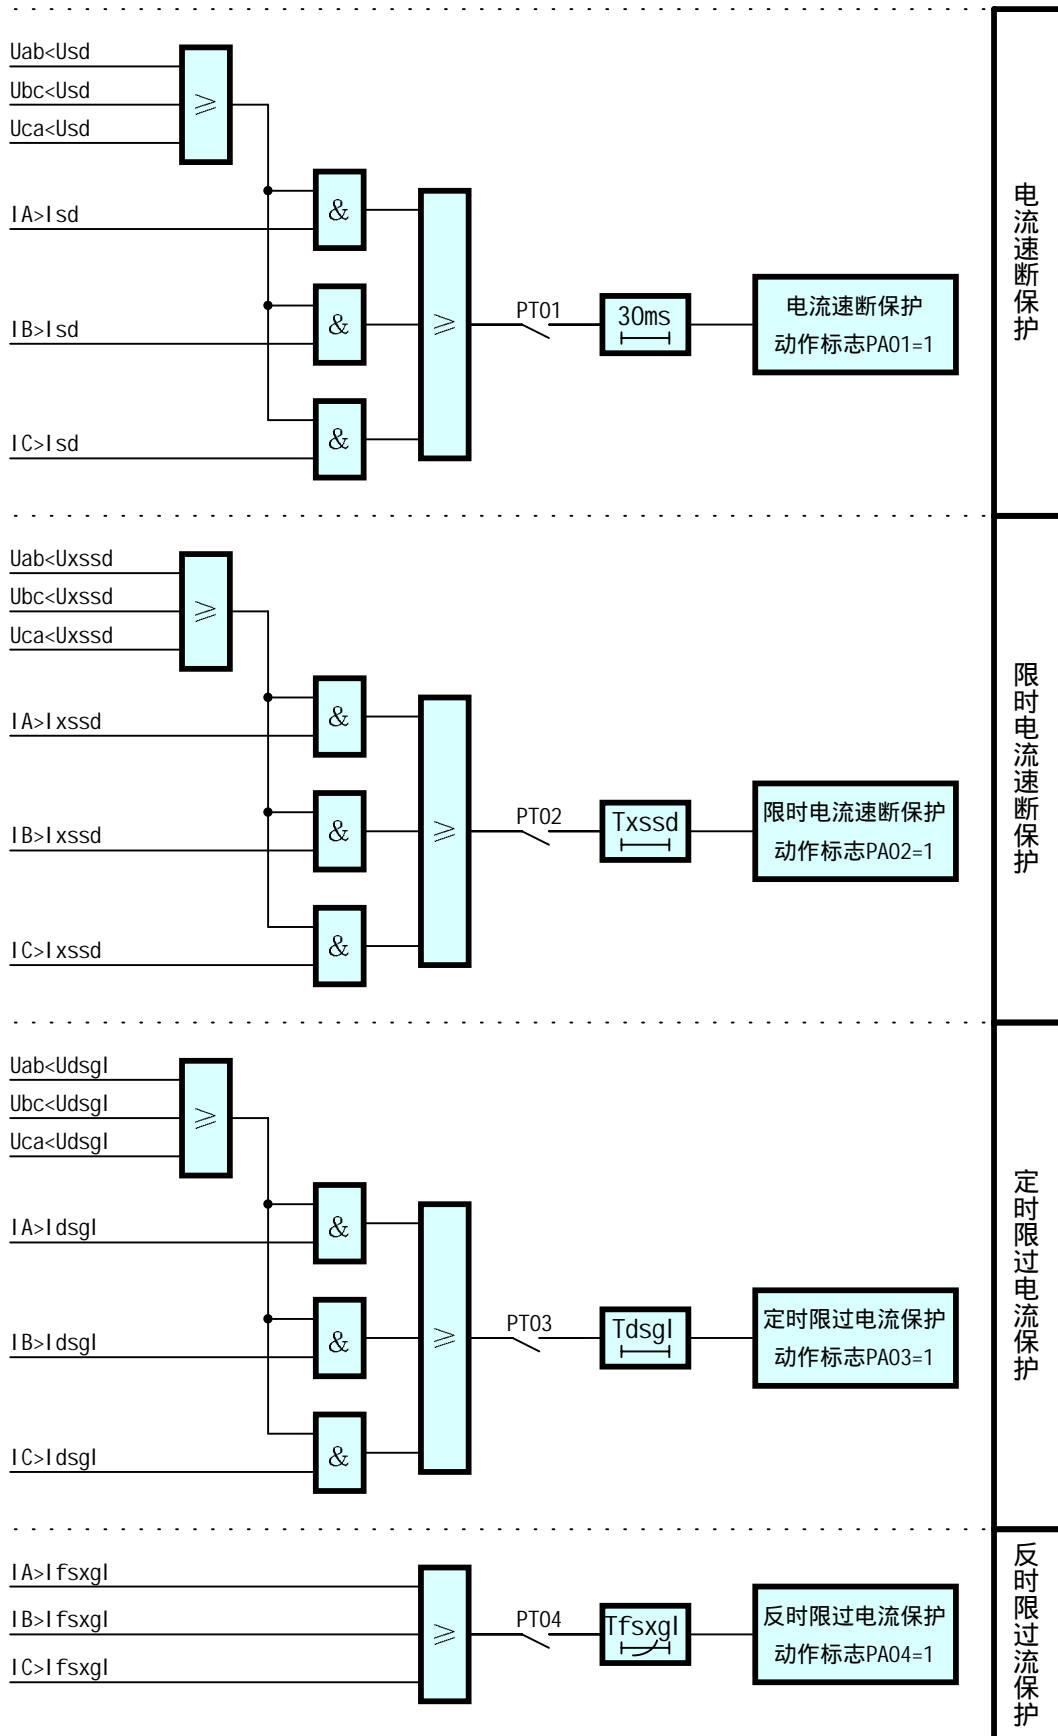 Uab<Usd
Ubc<Usd
Uca<Usd
≥
IA>Isd
&
IB>Isd
&
≥
PT01
30ms
电流速断保护
动作标志PA01=1
IC>Isd
&
电流速断保护
Uab<Uxssd
Ubc<Uxssd
Uca<Uxssd
≥
IA>Ixssd
&
IB>Ixssd
&
≥
PT02
Txssd
限时电流速断保护
动作标志PA02=1
IC>Ixssd
&
限时电流速断保护
Uab<Udsgl
Ubc<Udsgl
Uca<Udsgl
≥
IA>Idsgl
&
IB>Idsgl
&
≥
PT03
Tdsgl
定时限过电流保护
动作标志PA03=1
IC>Idsgl
&
定时限过电流保护
IA>Ifsxgl
IB>Ifsxgl
IC>Ifsxgl
≥
PT04
Tfsxgl
反时限过电流保护
动作标志PA04=1
反时限过流保护